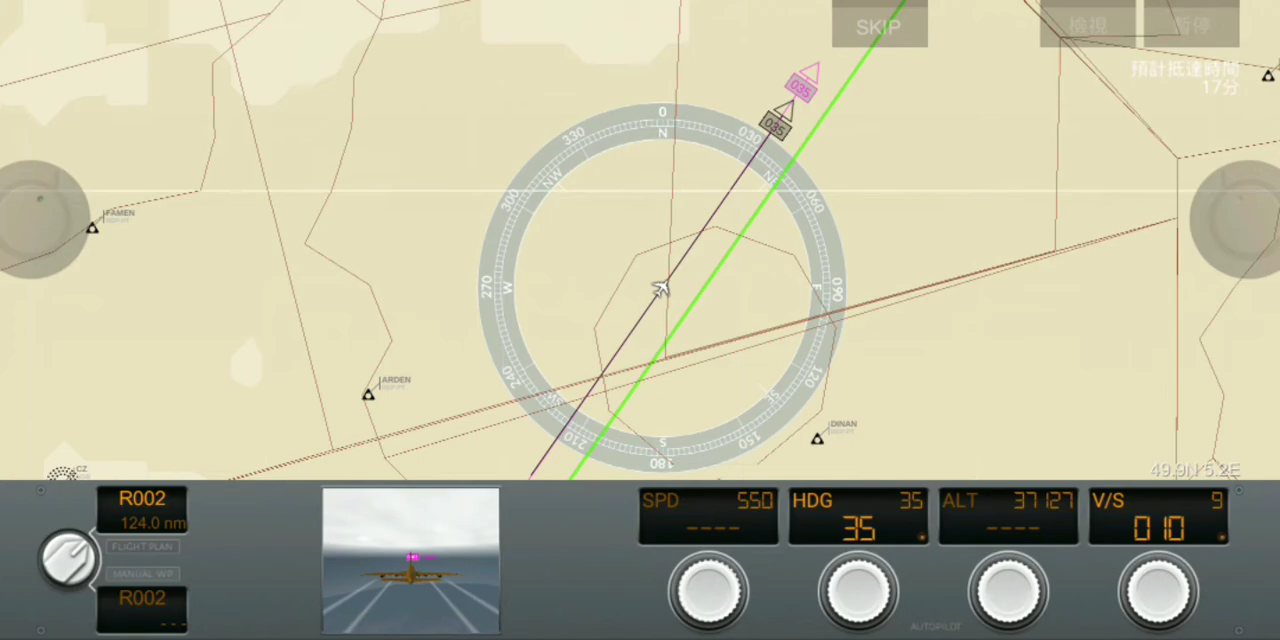 SKIP
檢視
暫停
預計抵達時間
17分
035
035
0
N
030
060
090
E
120
SE
150
180
S
210
240
270
W
300
NW
330
FAMEN
ARDEN
DINAN
CZ
49.9N 5.2E
R002
124.0 nm
FLIGHT PLAN
MANUAL WP
R002
---
SPD 550
----
HDG 35
35
ALT 37127
----
V/S 9
010
AUTOPILOT